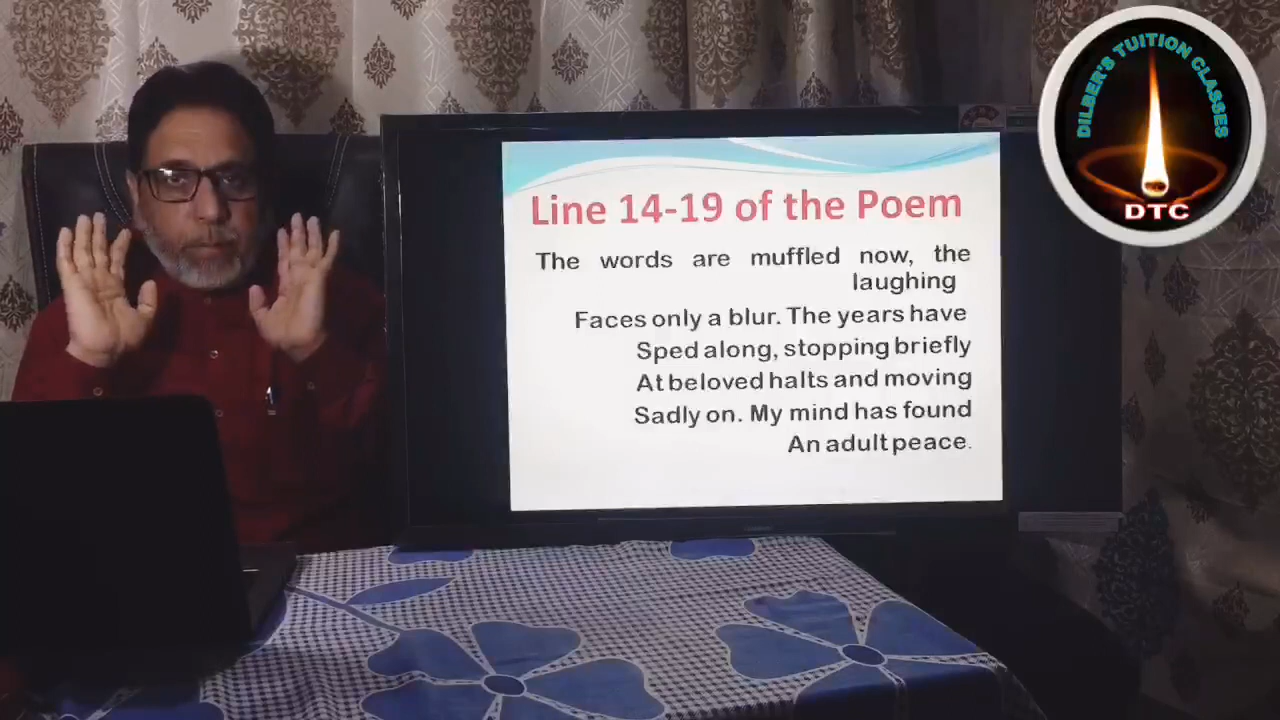 DILBER'S TUITION CLASSES
DTC
Line 14-19 of the Poem
The words are muffled now, the
laughing
Faces only a blur. The years have
Sped along, stopping briefly
At beloved halts and moving
Sadly on. My mind has found
An adult peace.